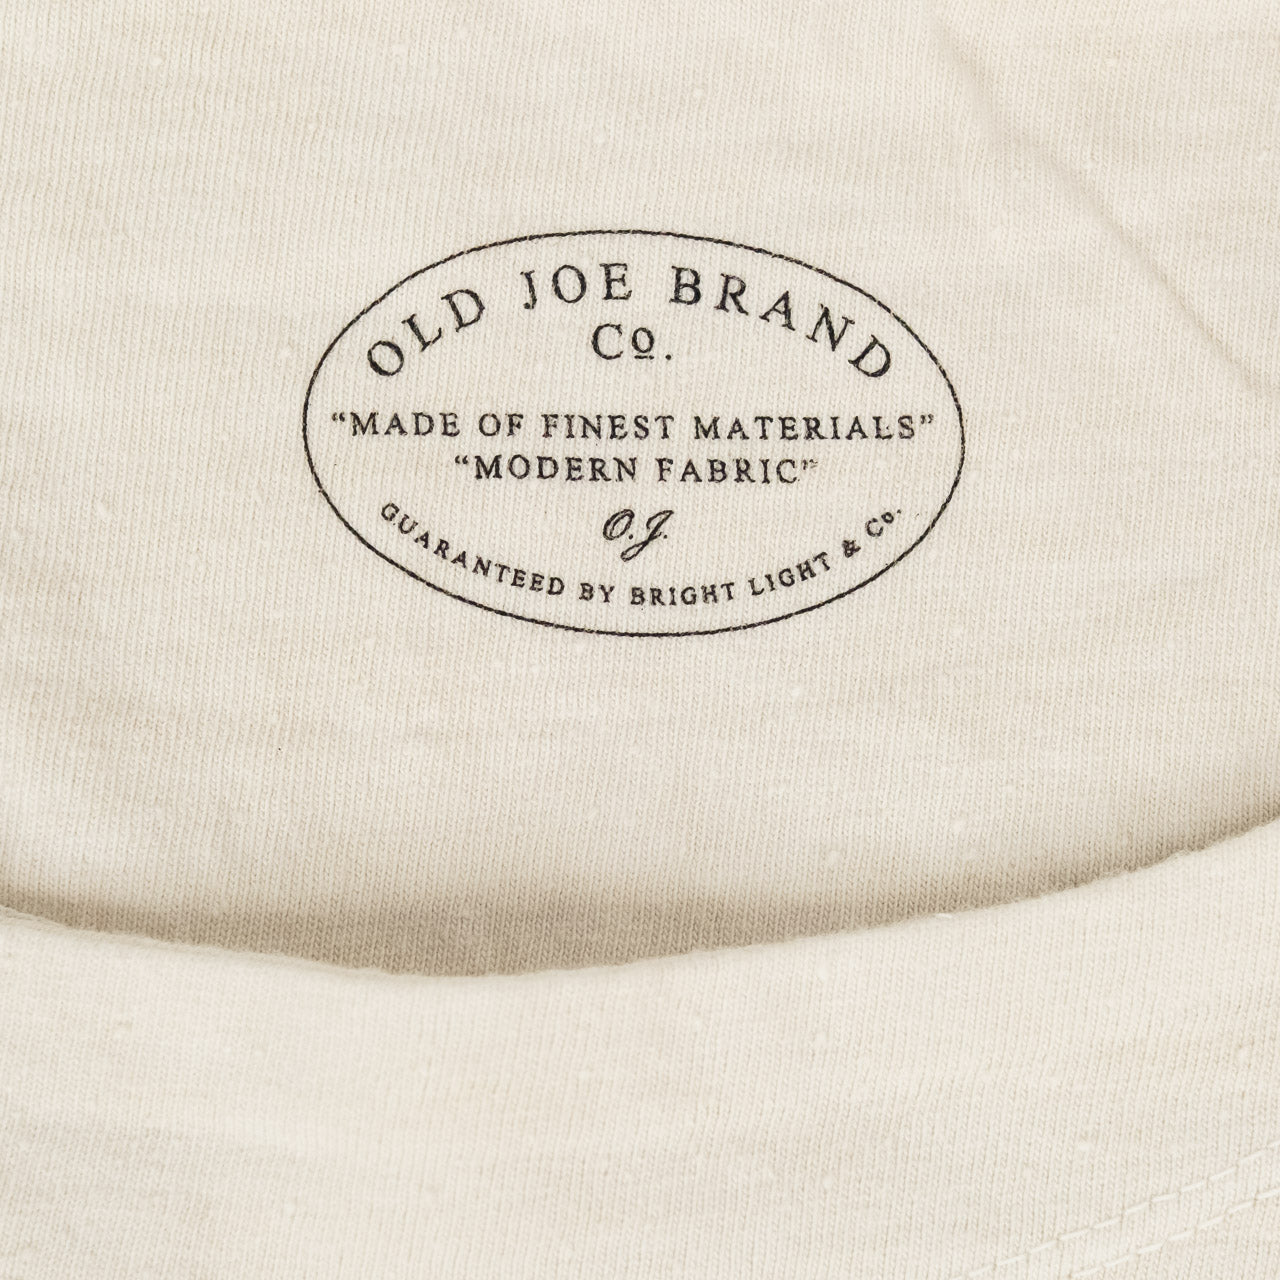 OLD JOE BRAND
Co.
“MADE OF FINEST MATERIALS”
“MODERN FABRIC”
O.J.
GUARANTEED BY BRIGHT LIGHT & Co.